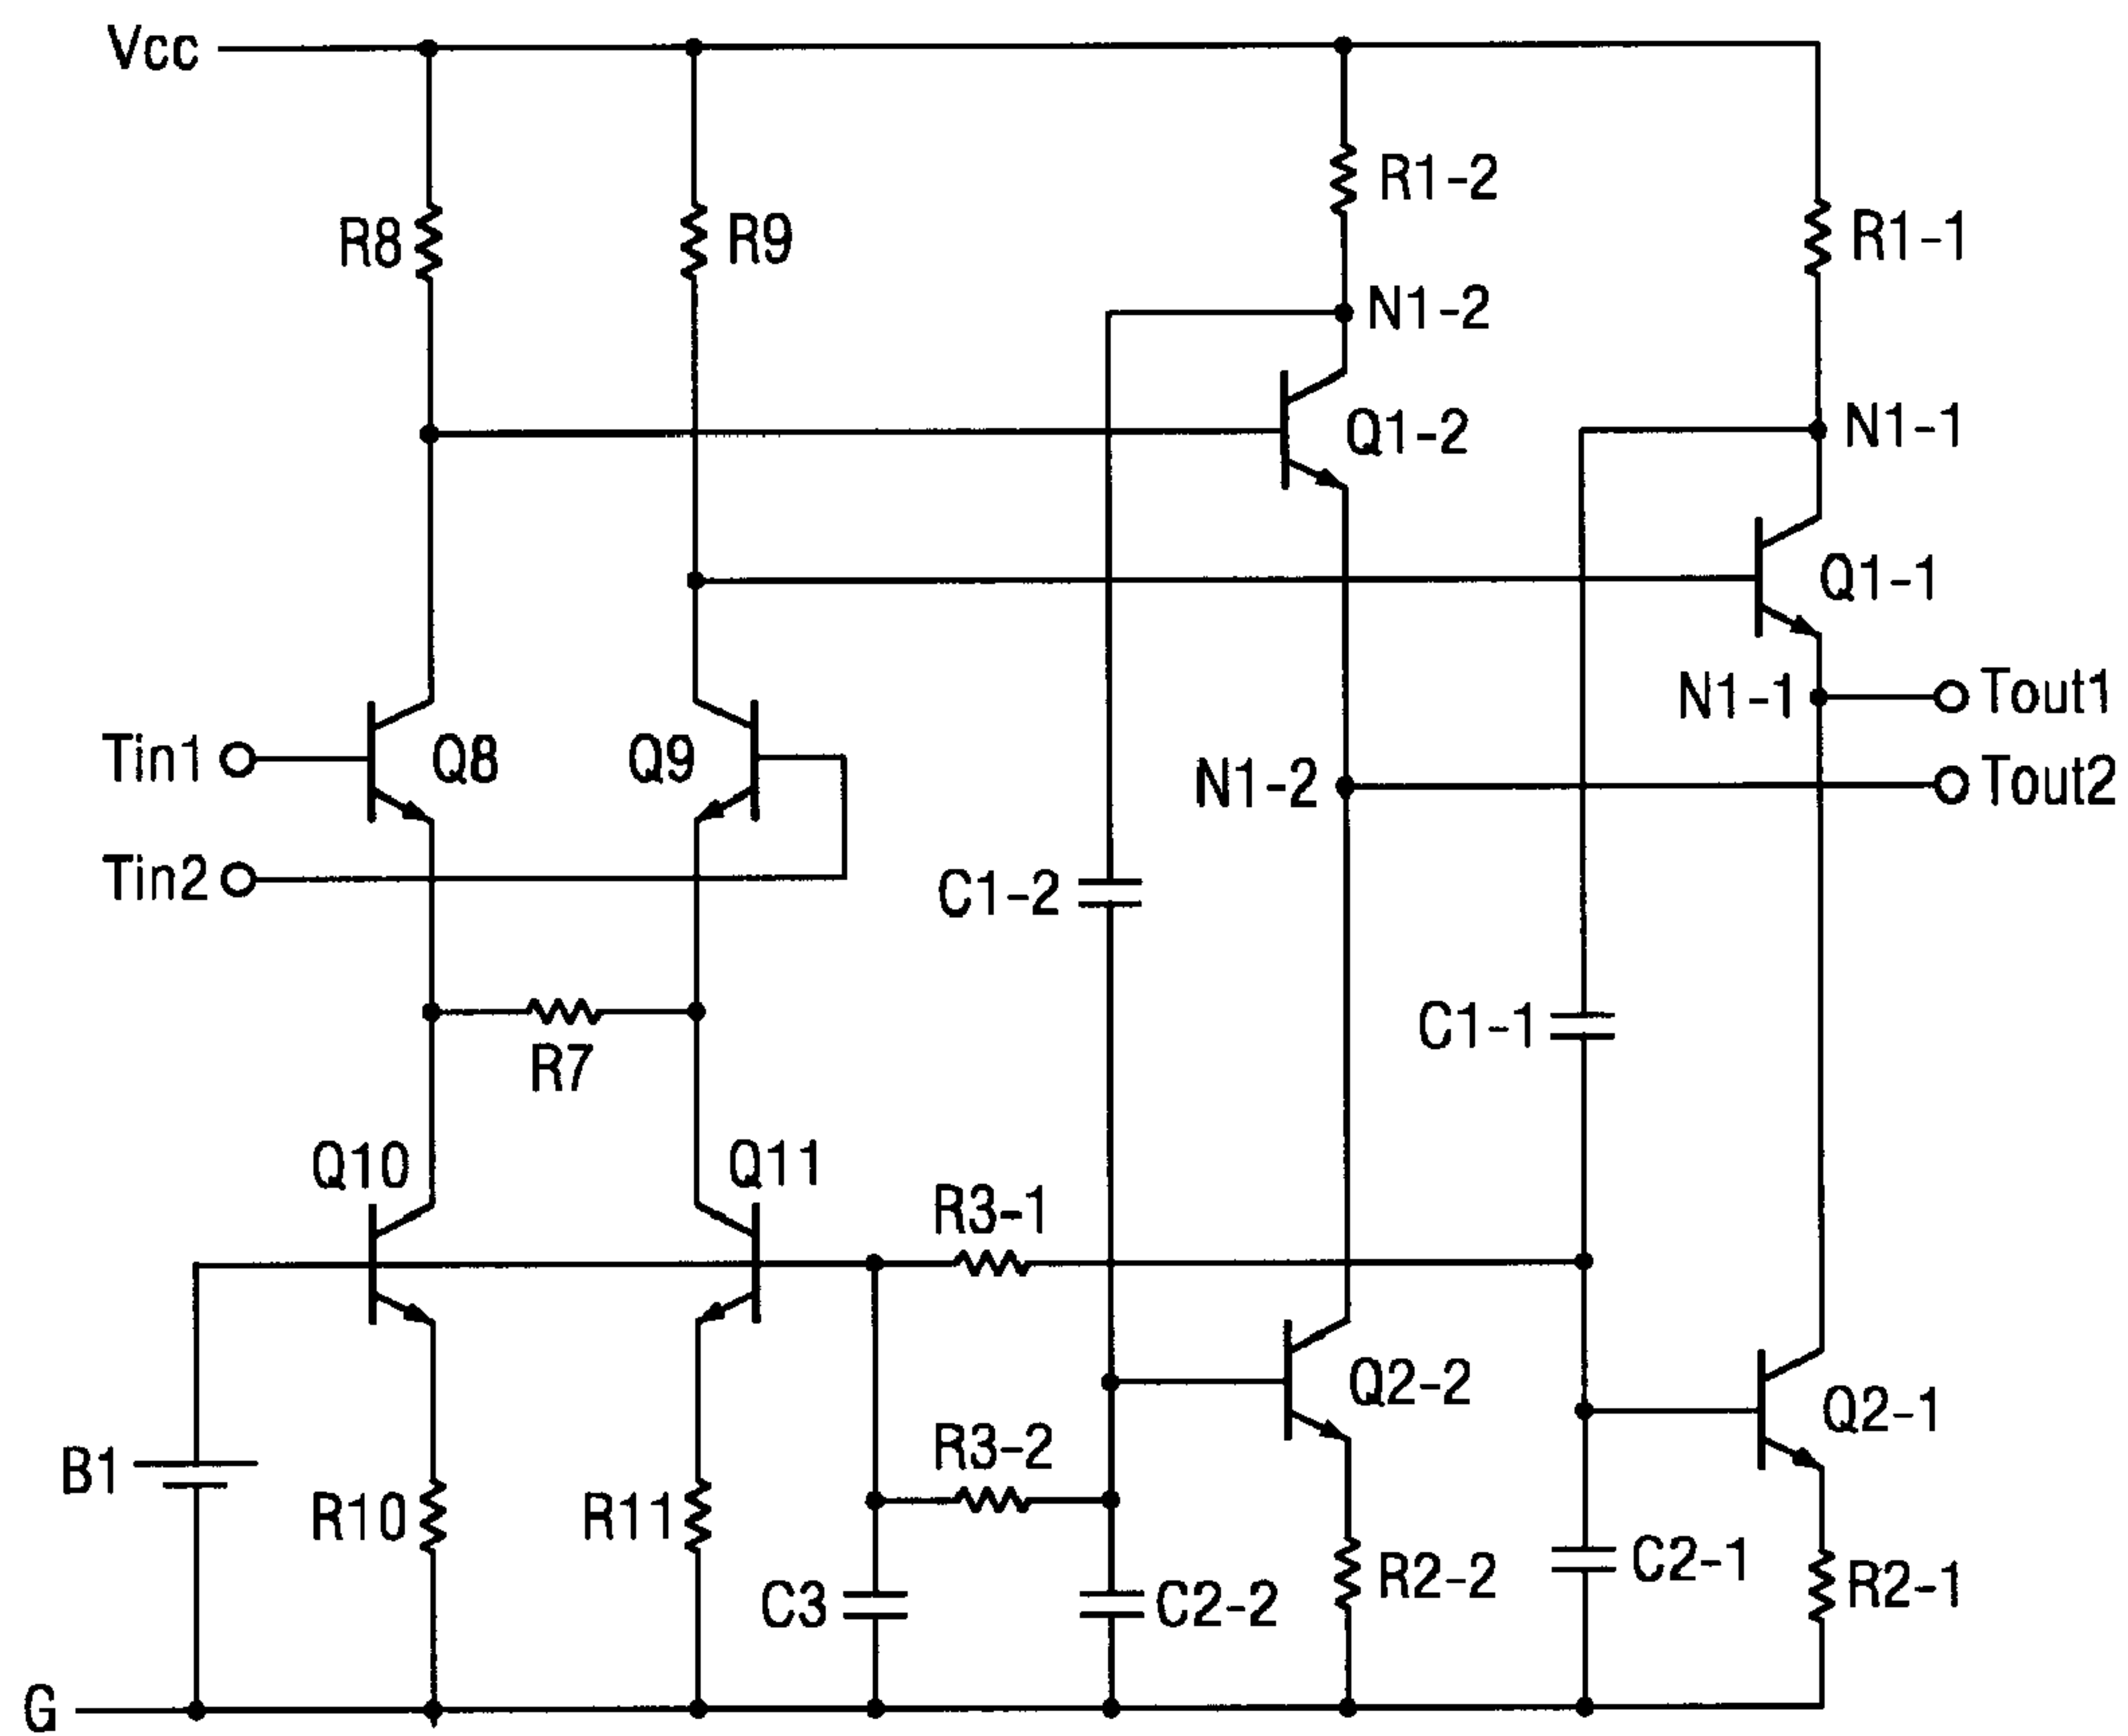 Vcc
R1-2
R8
R9
R1-1
N1-2
Q1-2
N1-1
Q1-1
N1-1
Tout1
Tin1
Q8
Q9
N1-2
Tout2
Tin2
C1-2
C1-1
R7
Q10
Q11
R3-1
Q2-2
Q2-1
B1
R3-2
R10
R11
C3
C2-2
R2-2
C2-1
R2-1
G